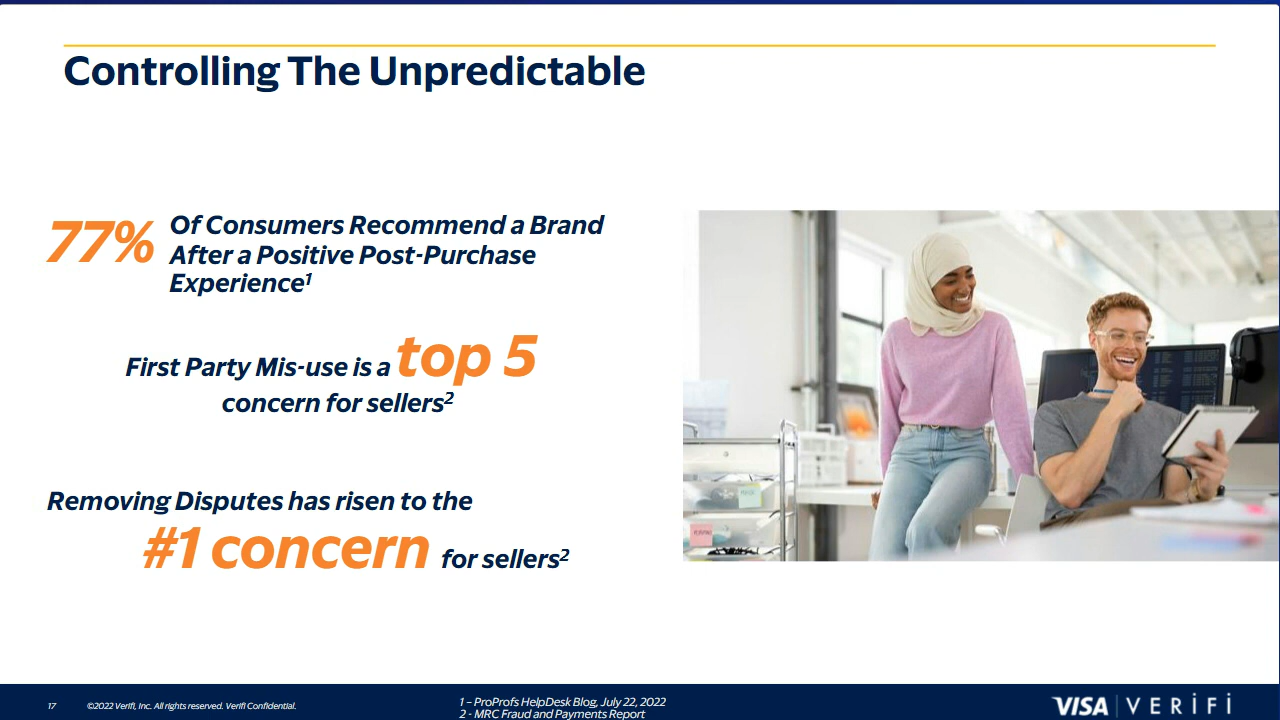 Controlling The Unpredictable
77% Of Consumers Recommend a Brand
After a Positive Post-Purchase
Experience¹
First Party Mis-use is a top 5
concern for sellers²
Removing Disputes has risen to the
#1 concern for sellers²
17 ©2022 Verifi, Inc. All rights reserved. Verifi Confidential.
1 – ProProfs HelpDesk Blog, July 22, 2022
2 - MRC Fraud and Payments Report
VISA | VERIFI